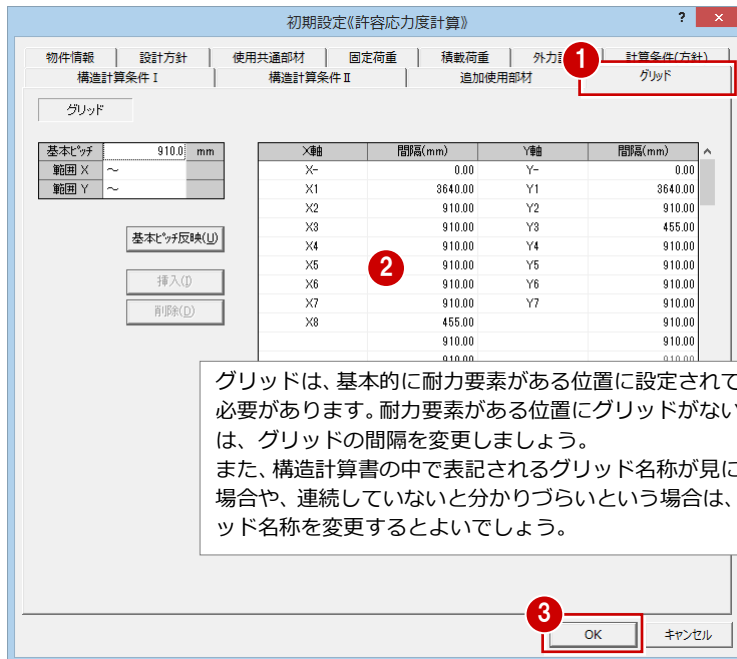 初期設定《許容応力度計算》
? ×
物件情報 設計方針 使用共通部材 固定荷重 積載荷重 外力 1 計算条件(方針)
構造計算条件 I 構造計算条件 II 追加使用部材 グリッド
グリッド
基本ピッチ 910.0 mm
範囲 X ～
範囲 Y ～
基本ピッチ反映(U)
挿入(I)
削除(D)
X軸 間隔(mm) Y軸 間隔(mm)
X- 0.00 Y- 0.00
X1 3640.00 Y1 3640.00
X2 910.00 Y2 910.00
X3 910.00 Y3 455.00
X4 910.00 Y4 910.00
X5 910.00 Y5 910.00
2
X6 910.00 Y6 910.00
X7 910.00 Y7 910.00
X8 455.00 910.00
910.00 910.00
910.00 910.00
グリッドは、基本的に耐力要素がある位置に設定されて
必要があります。耐力要素がある位置にグリッドがない
は、グリッドの間隔を変更しましょう。
また、構造計算書の中で表記されるグリッド名称が見に
場合や、連続していないと分かりづらいという場合は、
ッド名称を変更するとよいでしょう。
3
OK キャンセル